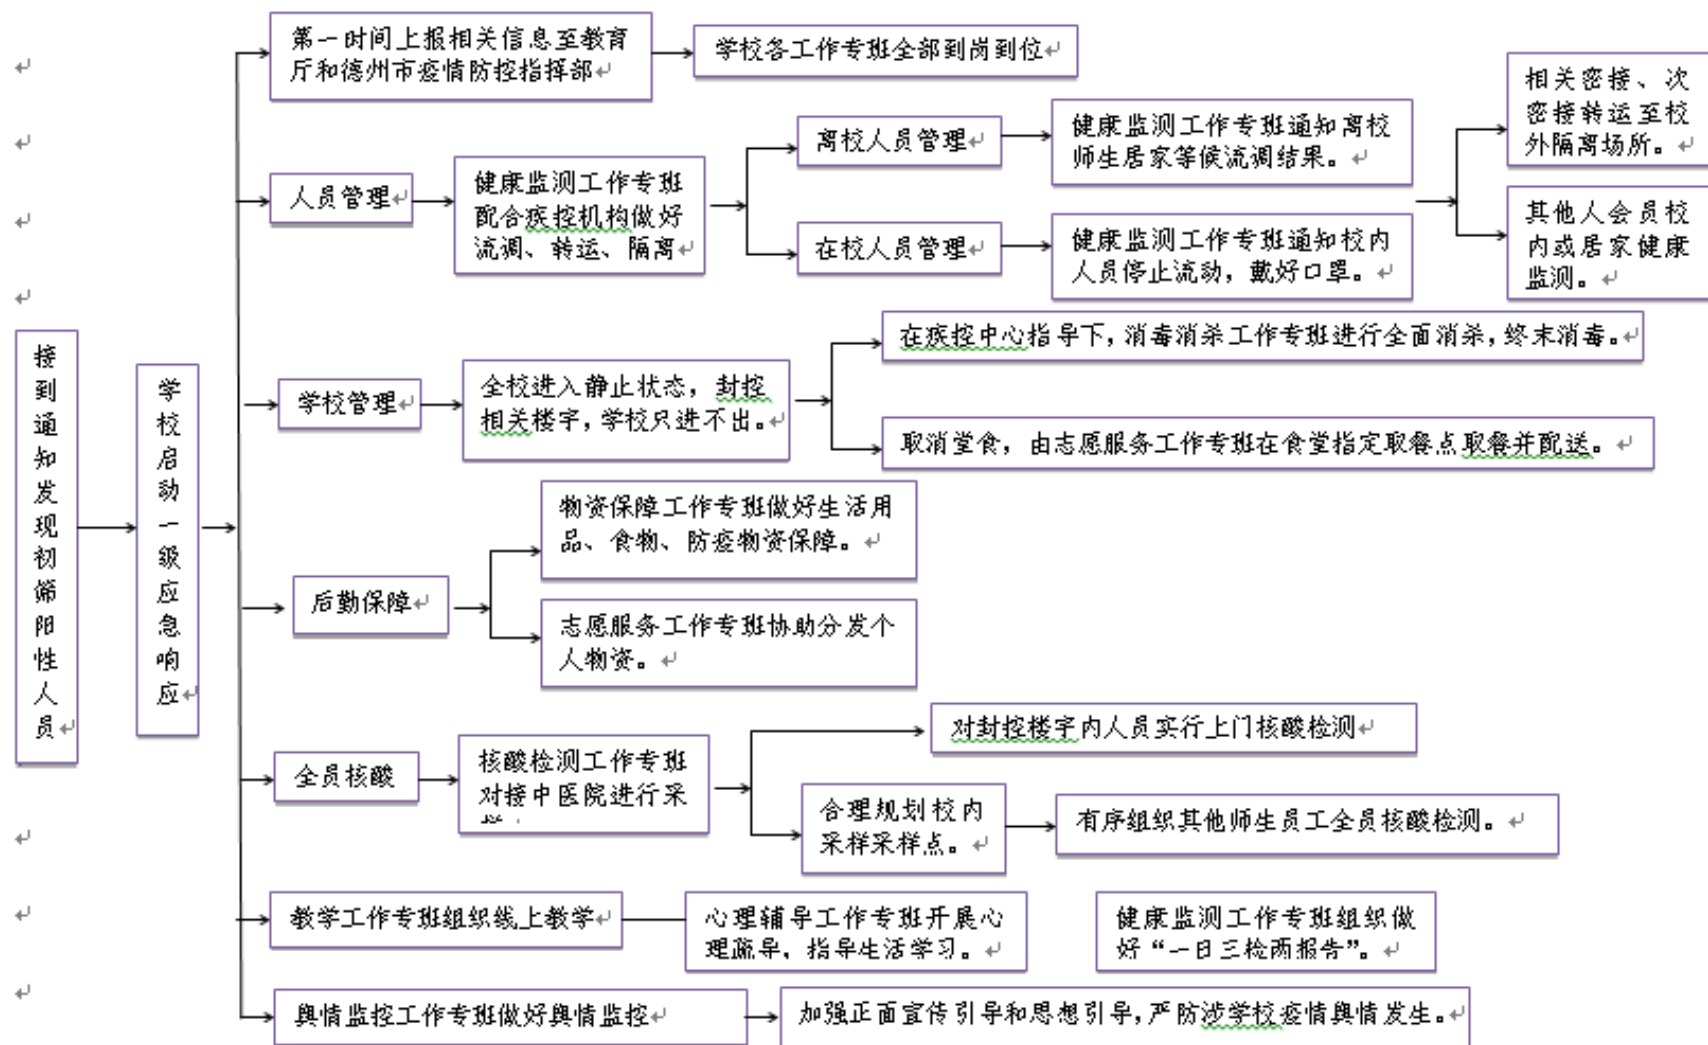 第一时间上报相关信息至教育
厅和德州市疫情防控指挥部
学校各工作专班全部到岗到位
人员管理
健康监测工作专班
配合疾控机构做好
流调、转运、隔离
离校人员管理
健康监测工作专班通知离校
师生居家等候流调结果。
在校人员管理
健康监测工作专班通知校内
人员停止流动，戴好口罩。
相关密接、次
密接转运至校
外隔离场所。
其他人会员校
内或居家健康
监测。
接到通知发现初筛阳性人员
学校启动一级应急响应
学校管理
全校进入静止状态，封控
相关楼宇，学校只进不出。
在疾控中心指导下，消毒消杀工作专班进行全面消杀，终末消毒。
取消堂食，由志愿服务工作专班在食堂指定取餐点取餐并配送。
后勤保障
物资保障工作专班做好生活用
品、食物、防疫物资保障。
志愿服务工作专班协助分发个
人物资。
全员核酸
核酸检测工作专班
对接中医院进行采
对封控楼宇内人员实行上门核酸检测
合理规划校内
采样采样点。
有序组织其他师生员工全员核酸检测。
教学工作专班组织线上教学
心理辅导工作专班开展心
理疏导，指导生活学习。
健康监测工作专班组织做
好“一日三检两报告”。
舆情监控工作专班做好舆情监控
加强正面宣传引导和思想引导，严防涉学校疫情舆情发生。